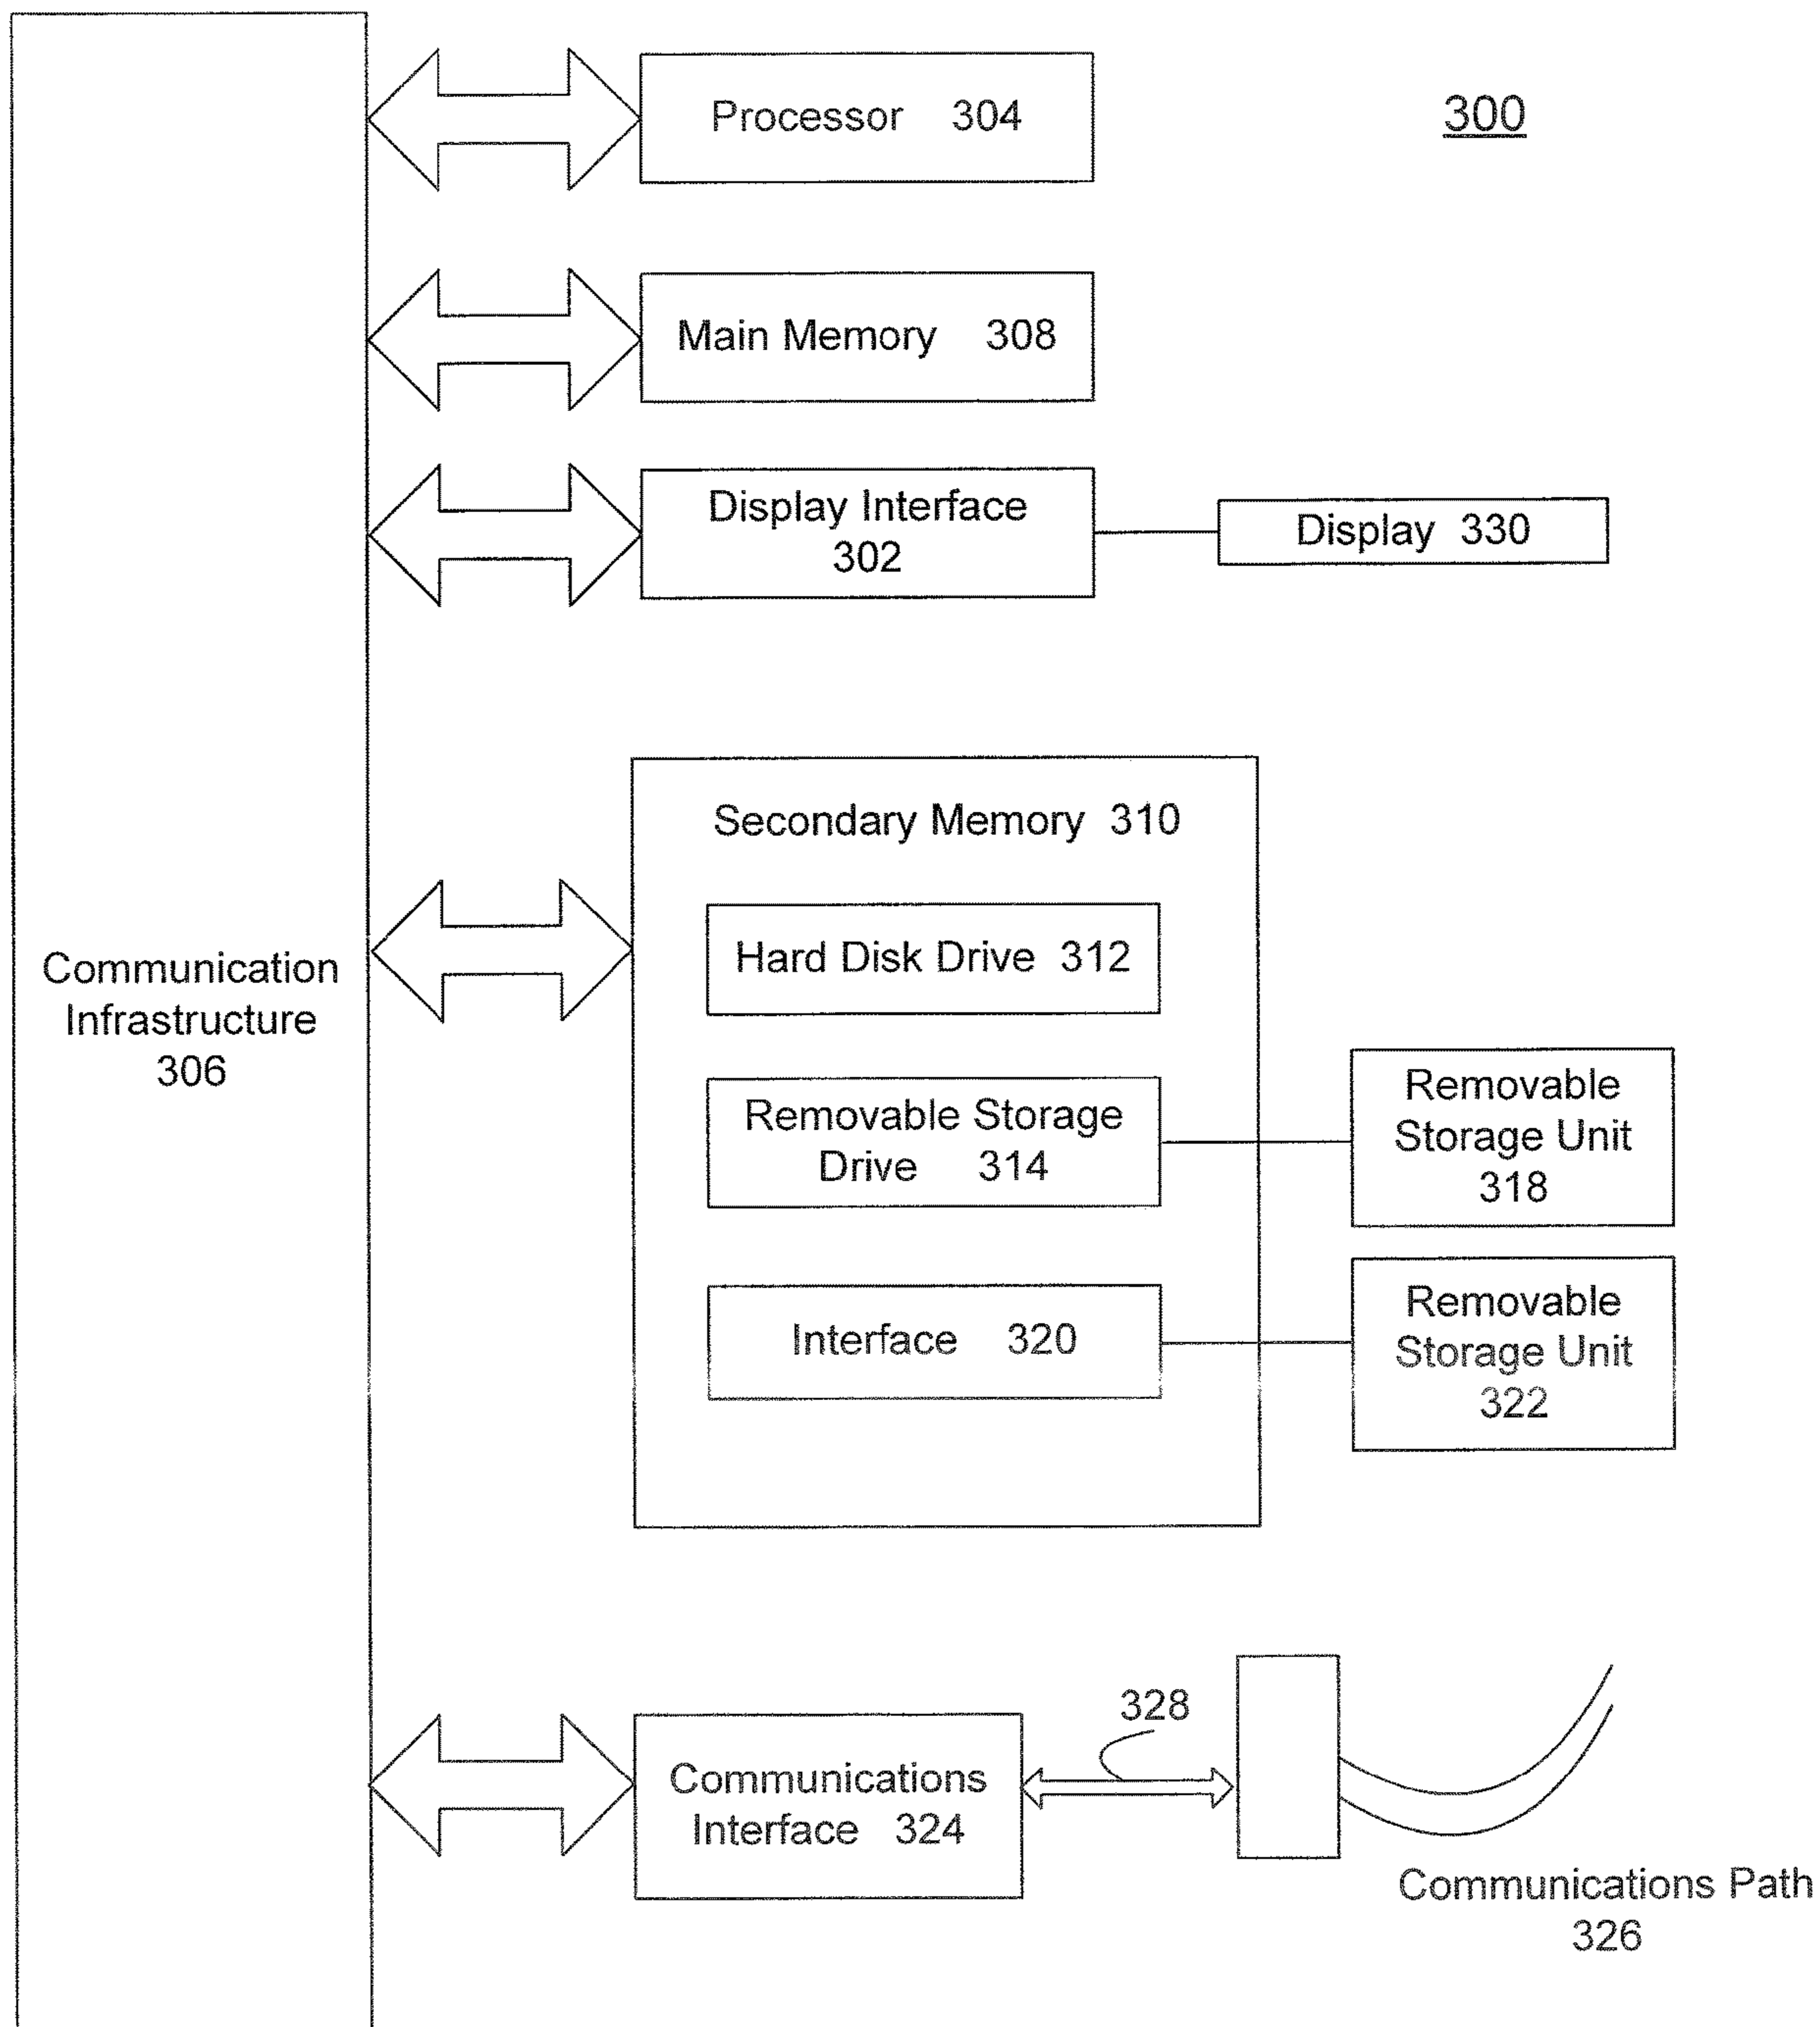 Processor 304
300
Main Memory 308
Display Interface
302
Display 330
Secondary Memory 310
Hard Disk Drive 312
Communication
Infrastructure
306
Removable Storage
Drive 314
Removable
Storage Unit
318
Interface 320
Removable
Storage Unit
322
328
Communications
Interface 324
Communications Path
326